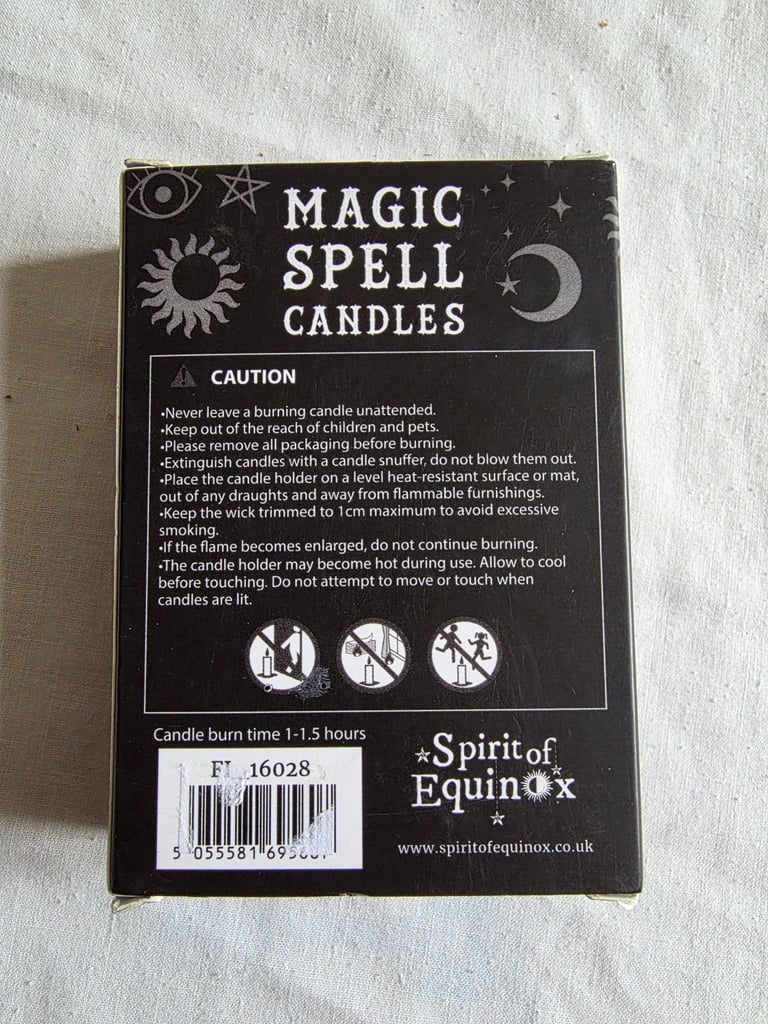 MAGIC
SPELL
CANDLES
CAUTION
•Never leave a burning candle unattended.
•Keep out of the reach of children and pets.
•Please remove all packaging before burning.
•Extinguish candles with a candle snuffer, do not blow them out.
•Place the candle holder on a level heat-resistant surface or mat,
out of any draughts and away from flammable furnishings.
•Keep the wick trimmed to 1cm maximum to avoid excessive
smoking.
•If the flame becomes enlarged, do not continue burning.
•The candle holder may become hot during use. Allow to cool
before touching. Do not attempt to move or touch when
candles are lit.
Candle burn time 1-1.5 hours
16028
5 055581
Spirit of
Equinox
www.spiritofequinox.co.uk